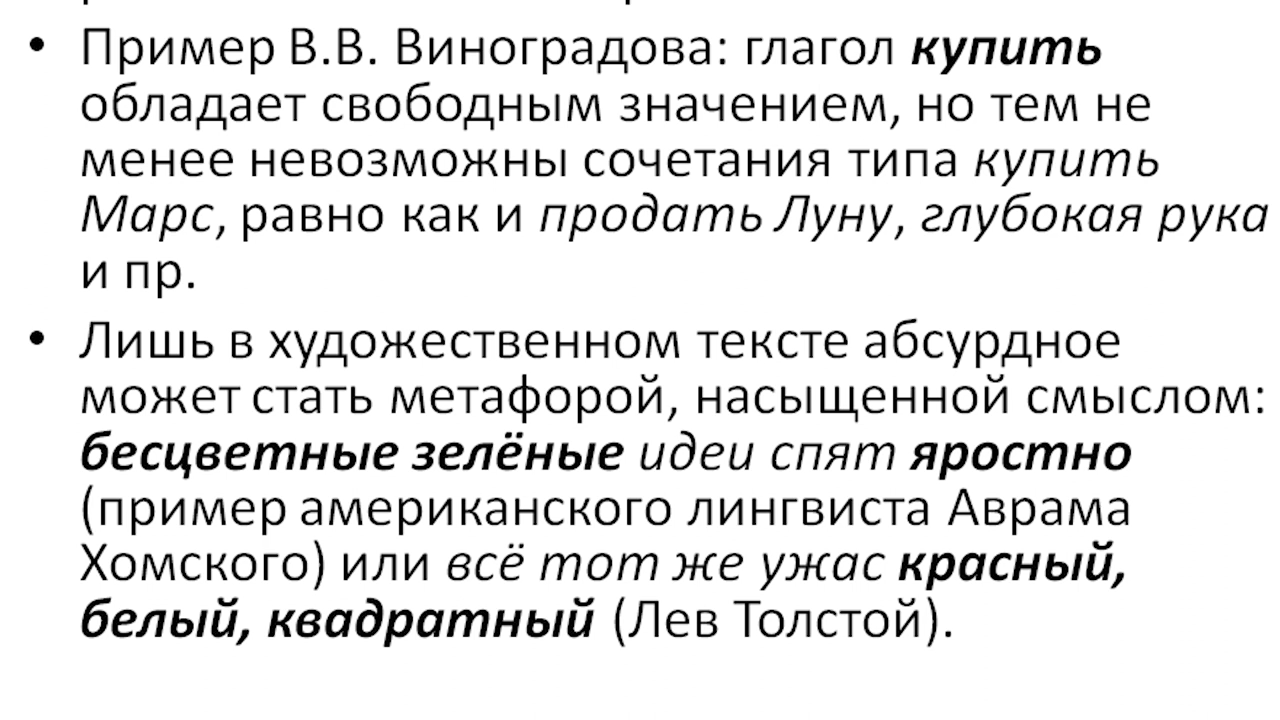 • Пример В.В. Виноградова: глагол купить
обладает свободным значением, но тем не
менее невозможны сочетания типа купить
Марс, равно как и продать Луну, глубокая рука
и пр.
• Лишь в художественном тексте абсурдное
может стать метафорой, насыщенной смыслом:
бесцветные зелёные идеи спят яростно
(пример американского лингвиста Аврама
Хомского) или всё тот же ужас красный,
белый, квадратный (Лев Толстой).